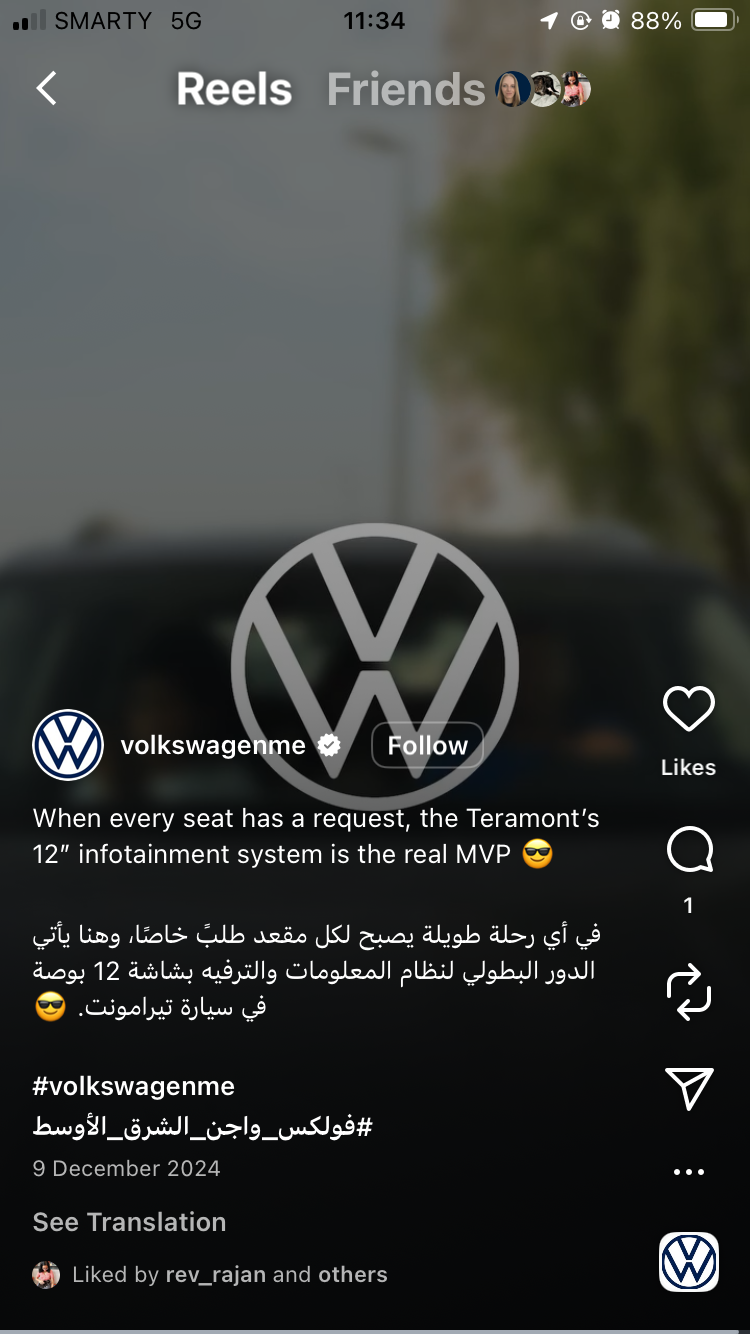 SMARTY 5G 11:34 88%
Reels Friends
volkswagenme Follow
When every seat has a request, the Teramont’s
12” infotainment system is the real MVP 😎
في أي رحلة طويلة يصبح لكل مقعد طلبً خاصًا، وهنا يأتي
الدور البطولي لنظام المعلومات والترفيه بشاشة 12 بوصة
في سيارة تيرامونت. 😎
#volkswagenme
#فولكس_واجن_الشرق_الأوسط
9 December 2024
See Translation
Liked by rev_rajan and others
Likes
1